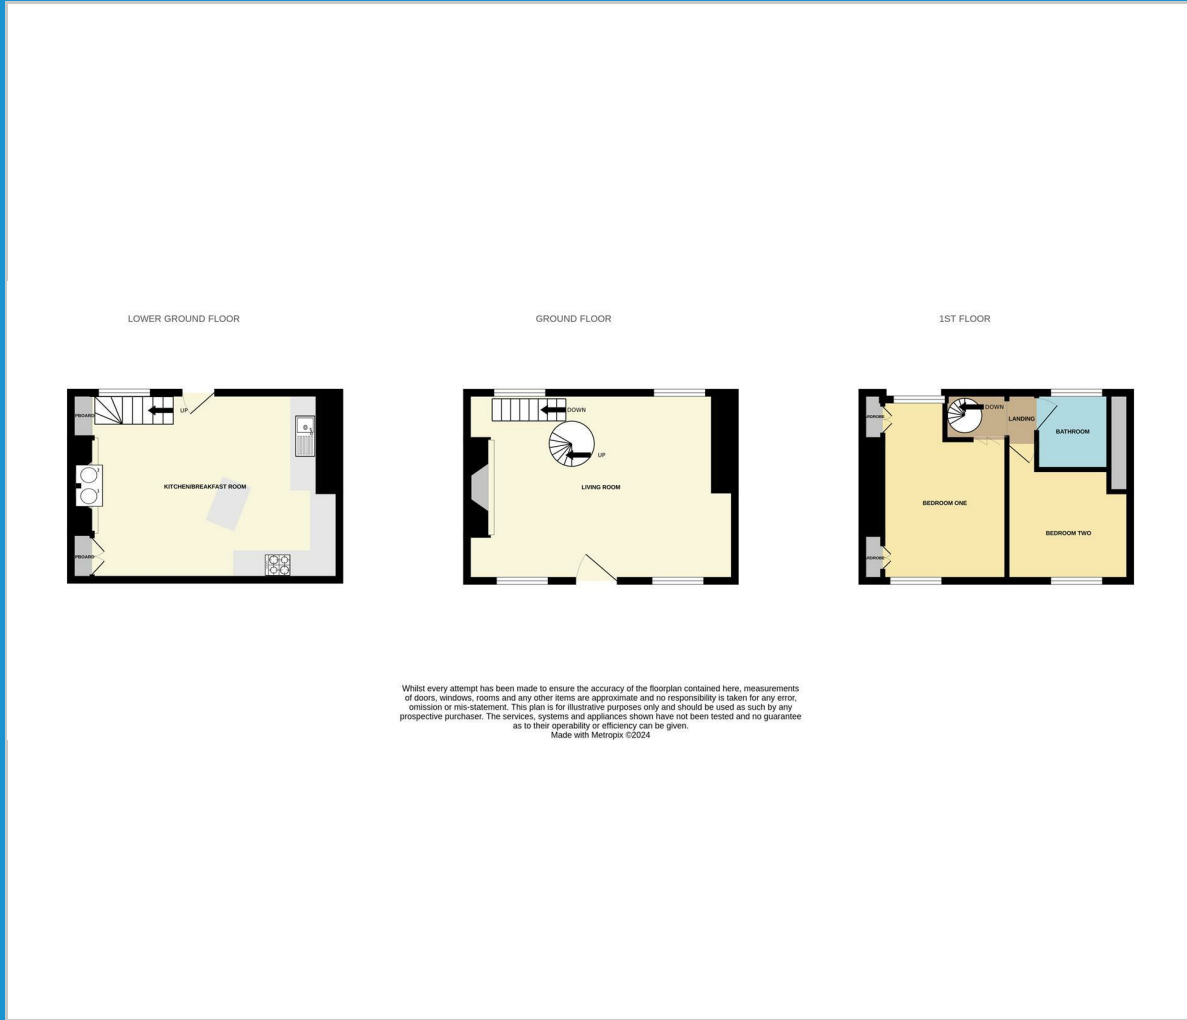 LOWER GROUND FLOOR
GROUND FLOOR
1ST FLOOR
PBOARD
UP
KITCHEN/BREAKFAST ROOM
PBOARD
DOWN
UP
LIVING ROOM
ARDROBE
DOWN
LANDING
BATHROOM
BEDROOM ONE
BEDROOM TWO
ARDROBE
Whilst every attempt has been made to ensure the accuracy of the floorplan contained here, measurements
of doors, windows, rooms and any other items are approximate and no responsibility is taken for any error,
omission or mis-statement. This plan is for illustrative purposes only and should be used as such by any
prospective purchaser. The services, systems and appliances shown have not been tested and no guarantee
as to their operability or efficiency can be given.
Made with Metropix ©2024